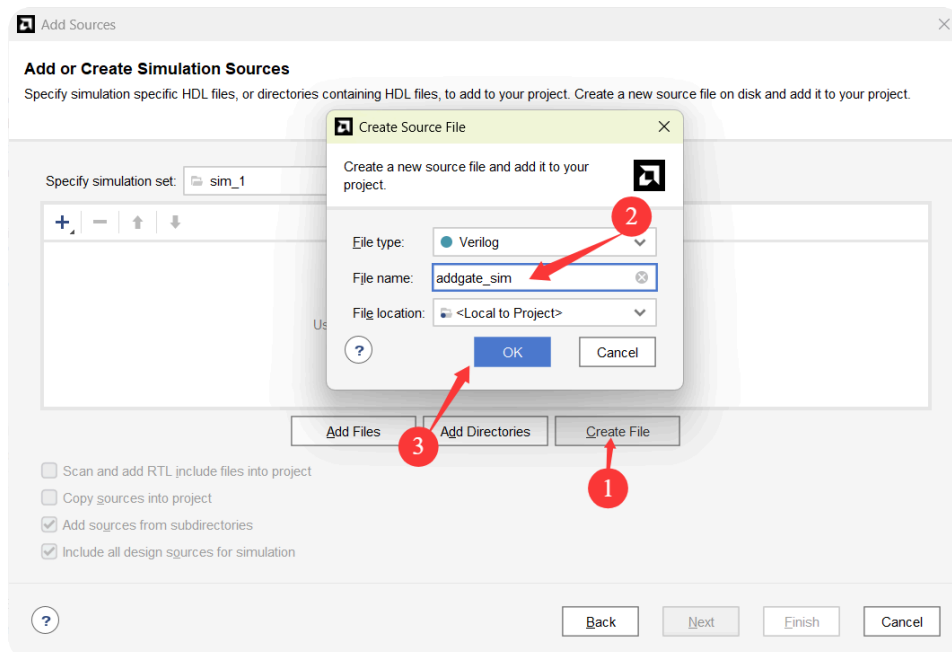 Add Sources
Add or Create Simulation Sources
Specify simulation specific HDL files, or directories containing HDL files, to add to your project. Create a new source file on disk and add it to your project.
Create Source File
Create a new source file and add it to your
project.
Specify simulation set: sim_1
2
File type: Verilog
File name: addgate_sim
File location: <Local to Project>
Us
? OK Cancel
Add Files Add Directories Create File
3
1
Scan and add RTL include files into project
Copy sources into project
Add sources from subdirectories
Include all design sources for simulation
? Back Next Finish Cancel